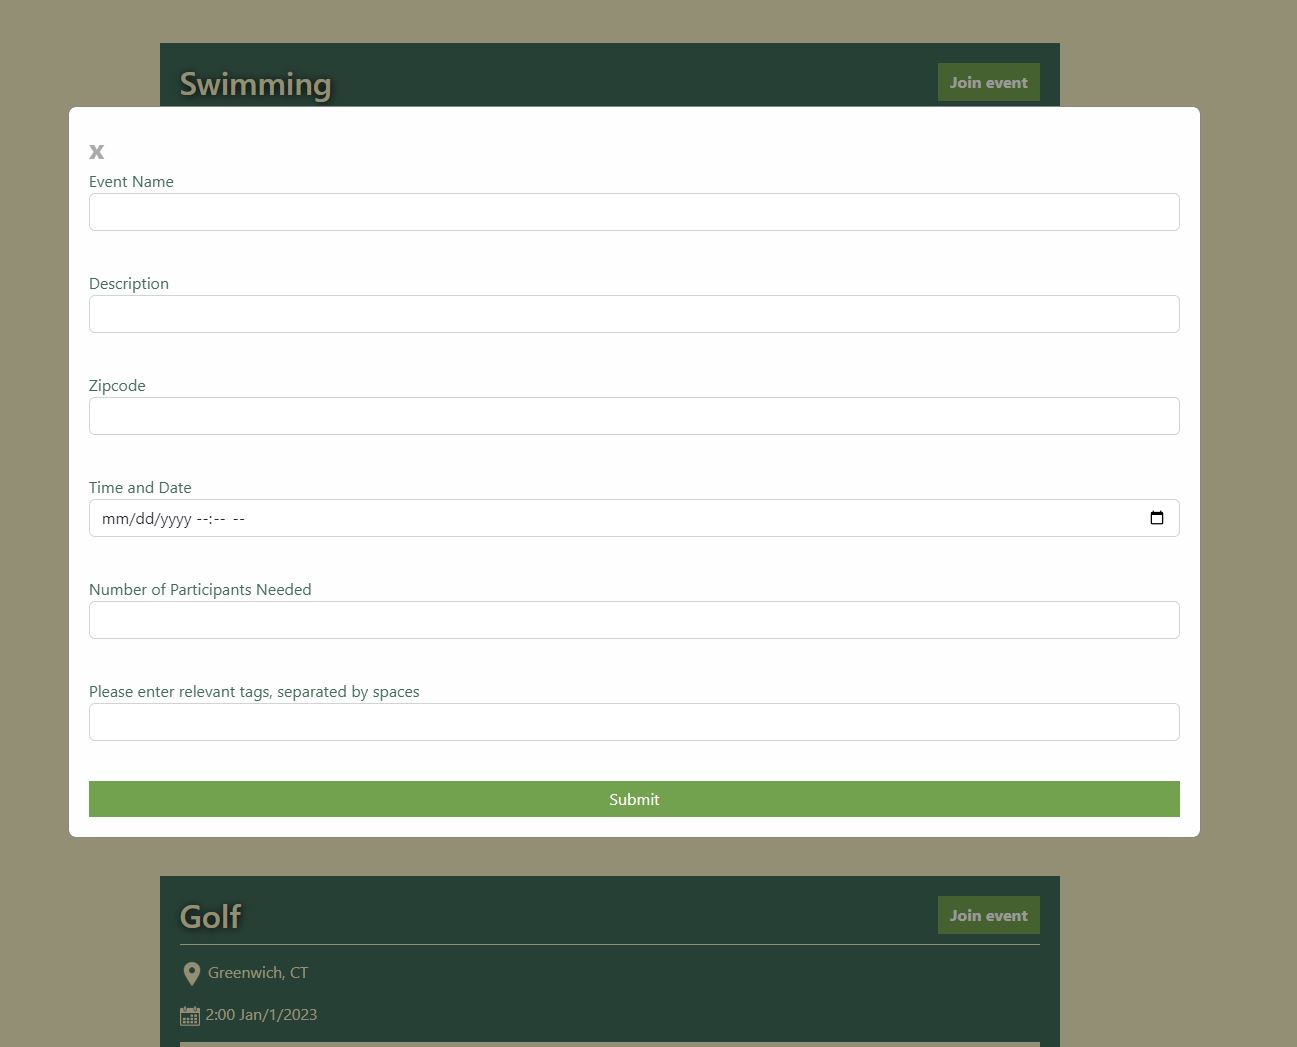 Swimming
Join event
x
Event Name
Description
Zipcode
Time and Date
mm/dd/yyyy --:-- --
Number of Participants Needed
Please enter relevant tags, separated by spaces
Submit
Golf
Join event
Greenwich, CT
2:00 Jan/1/2023